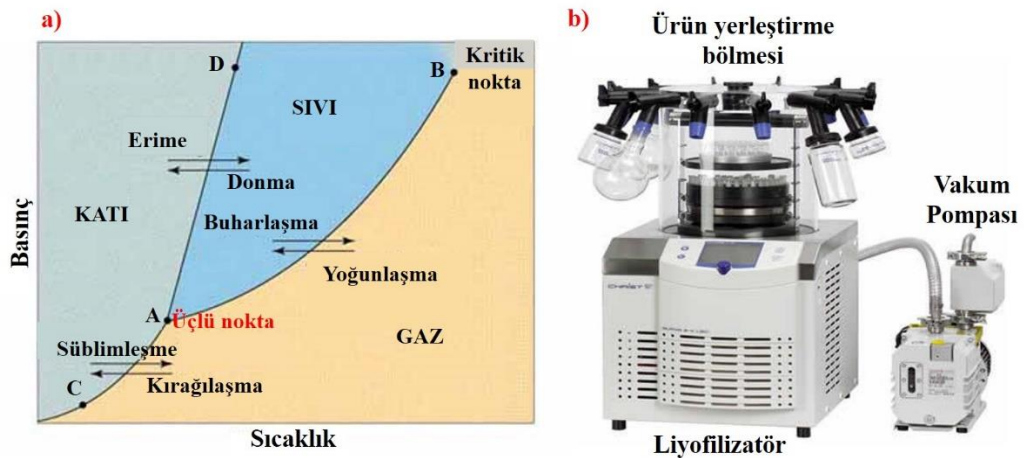 a)
D
B
Kritik
nokta
SIVI
Erime
Donma
KATI
Buharlaşma
Yoğunlaşma
Basınç
A
Üçlü nokta
GAZ
Süblimleşme
Kırağılaşma
C
Sıcaklık
b)
Ürün yerleştirme
bölmesi
Vakum
Pompası
CHRIST
Liyofilizatör